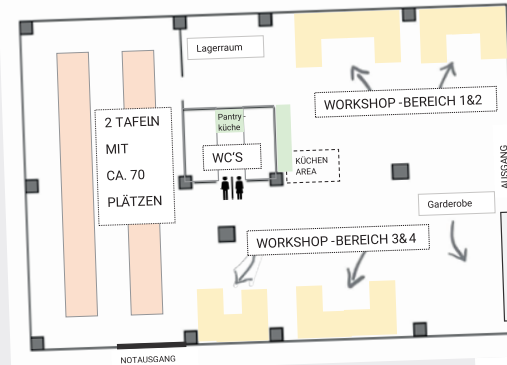 Lagerraum
WORKSHOP-BEREICH 1&2
2 TAFELN
MIT
CA. 70
PLÄTZEN
Pantry-
küche
WC'S
KÜCHEN
AREA
AUSGANG
Garderobe
WORKSHOP-BEREICH 3&4
NOTAUSGANG